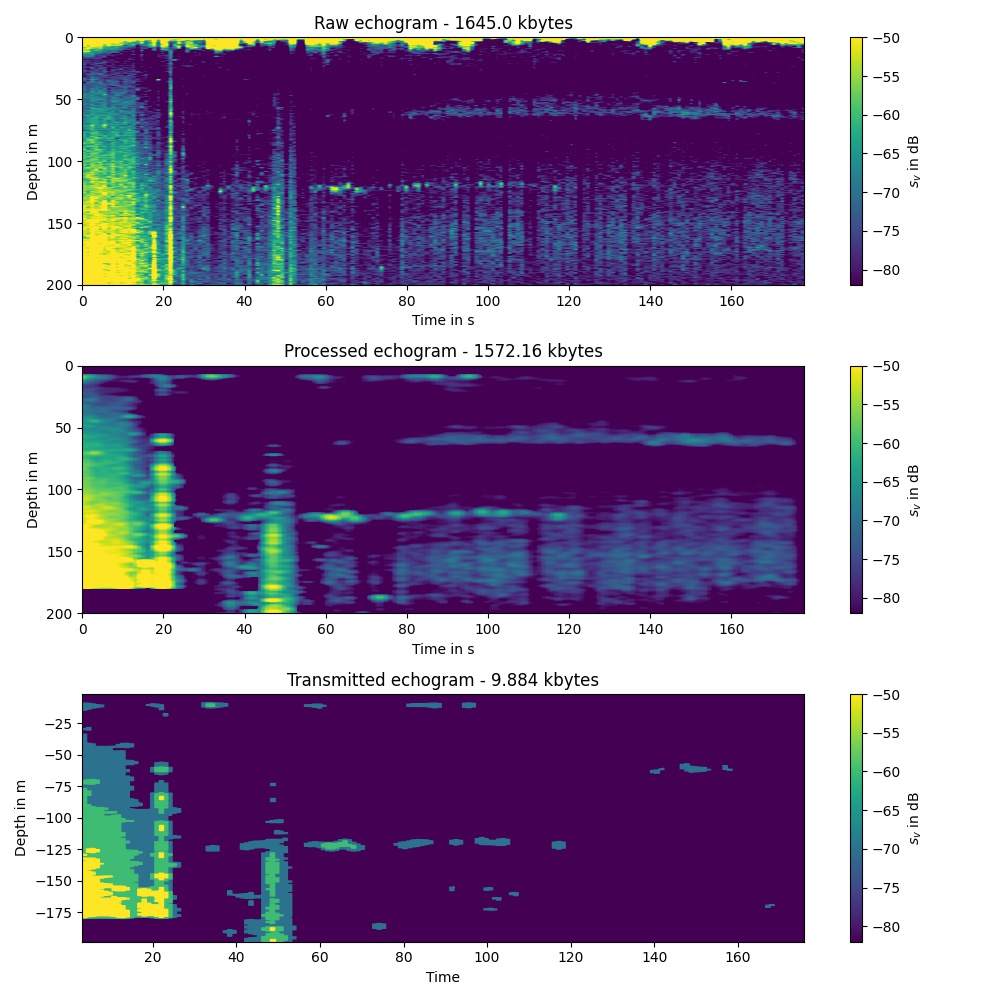 Raw echogram - 1645.0 kbytes
0
50
100
150
200
Depth in m
0 20 40 60 80 100 120 140 160
Time in s
−50
−55
−60
−65
−70
−75
−80
sᵥ in dB
Processed echogram - 1572.16 kbytes
0
50
100
150
200
Depth in m
0 20 40 60 80 100 120 140 160
Time in s
−50
−55
−60
−65
−70
−75
−80
sᵥ in dB
Transmitted echogram - 9.884 kbytes
−25
−50
−75
−100
−125
−150
−175
Depth in m
20 40 60 80 100 120 140 160
Time
−50
−55
−60
−65
−70
−75
−80
sᵥ in dB